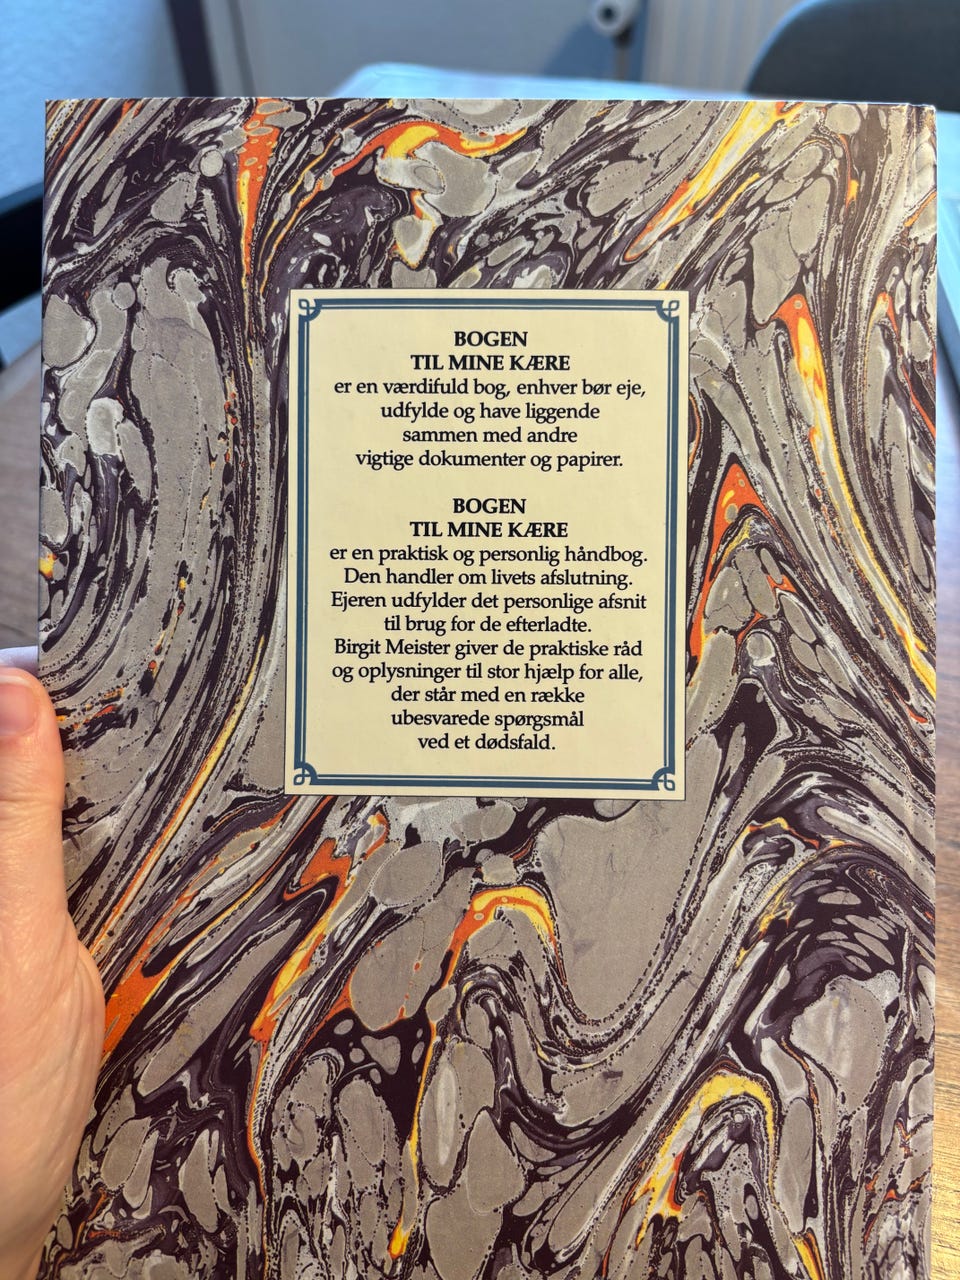 BOGEN
TIL MINE KÆRE
er en værdifuld bog, enhver bør eje,
udfylde og have liggende
sammen med andre
vigtige dokumenter og papirer.
BOGEN
TIL MINE KÆRE
er en praktisk og personlig håndbog.
Den handler om livets afslutning.
Ejeren udfylder det personlige afsnit
til brug for de efterladte.
Birgit Meister giver de praktiske råd
og oplysninger til stor hjælp for alle,
der står med en række
ubesvarede spørgsmål
ved et dødsfald.